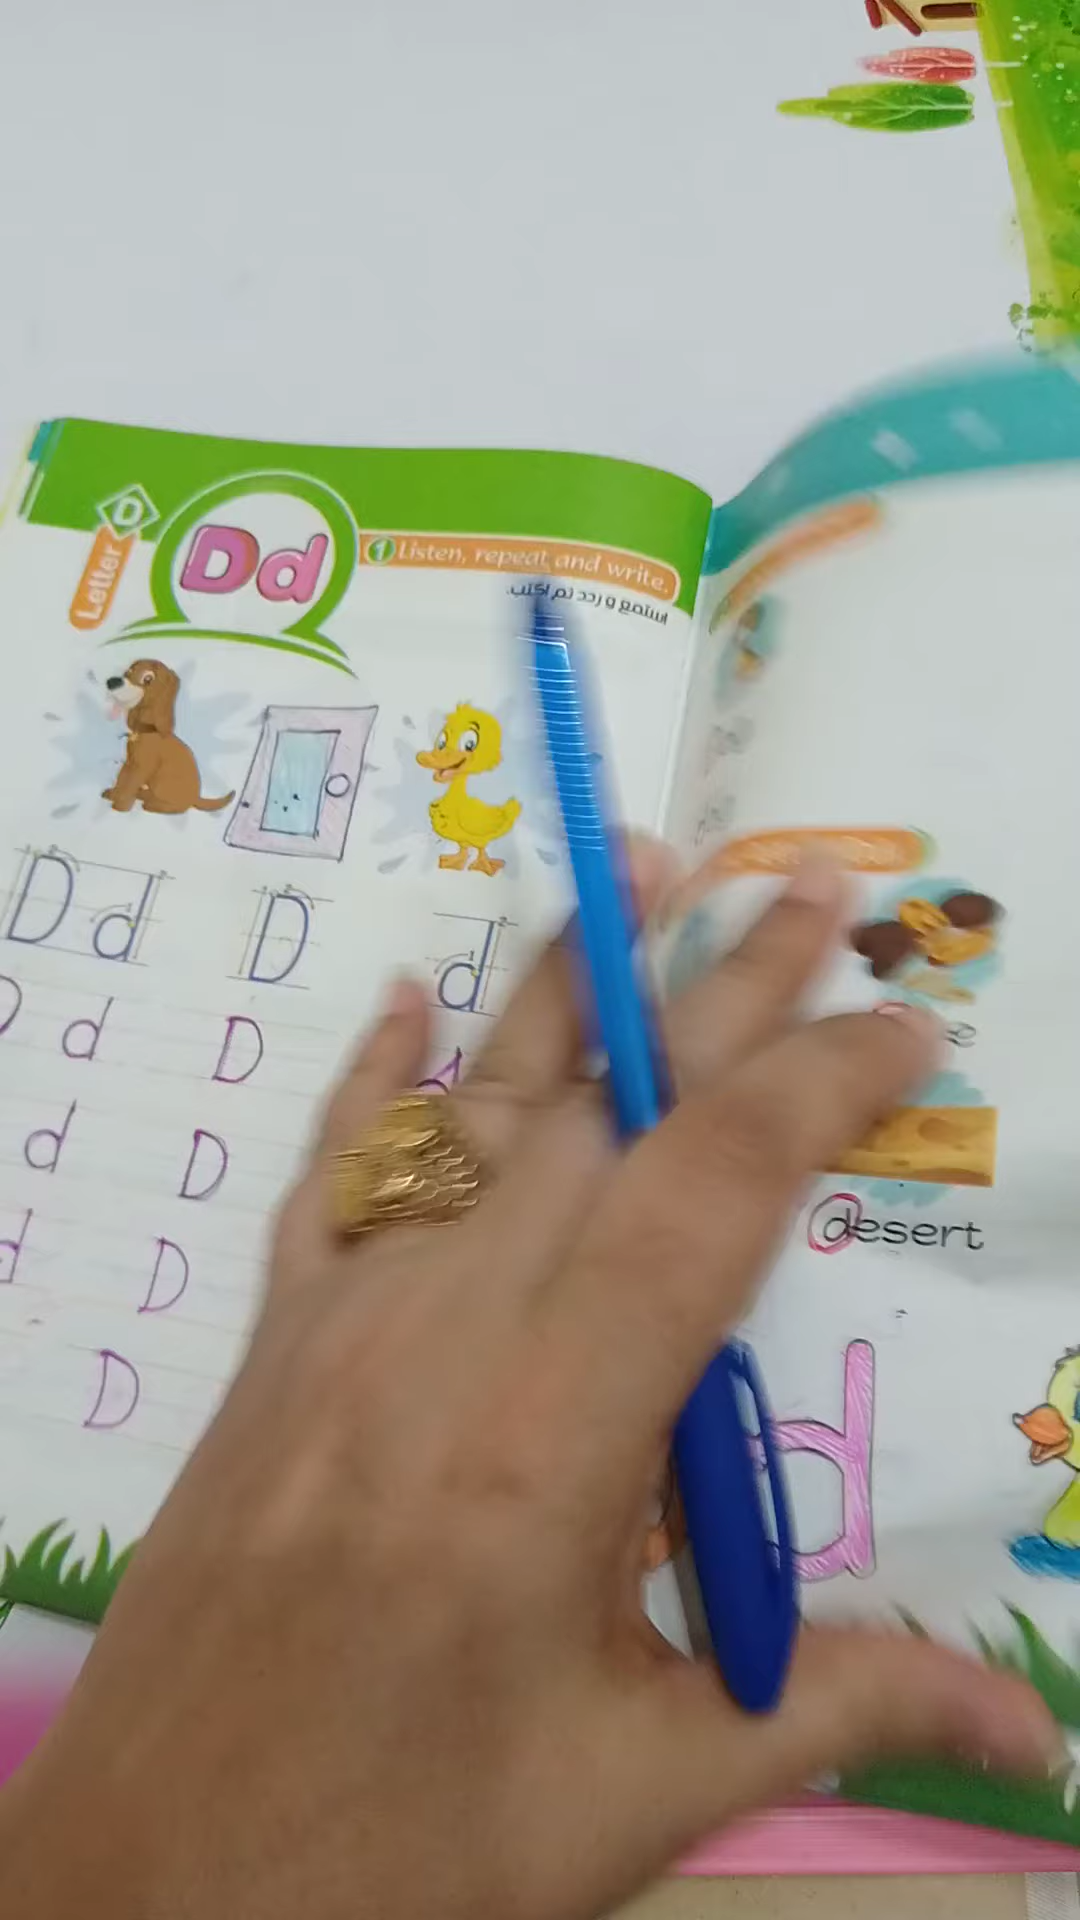 D
Letter
Dd
1 Listen, repeat and write.
استمع و ردد ثم اكتب.
Dd D d
d D
d D
d D
D
desert
d